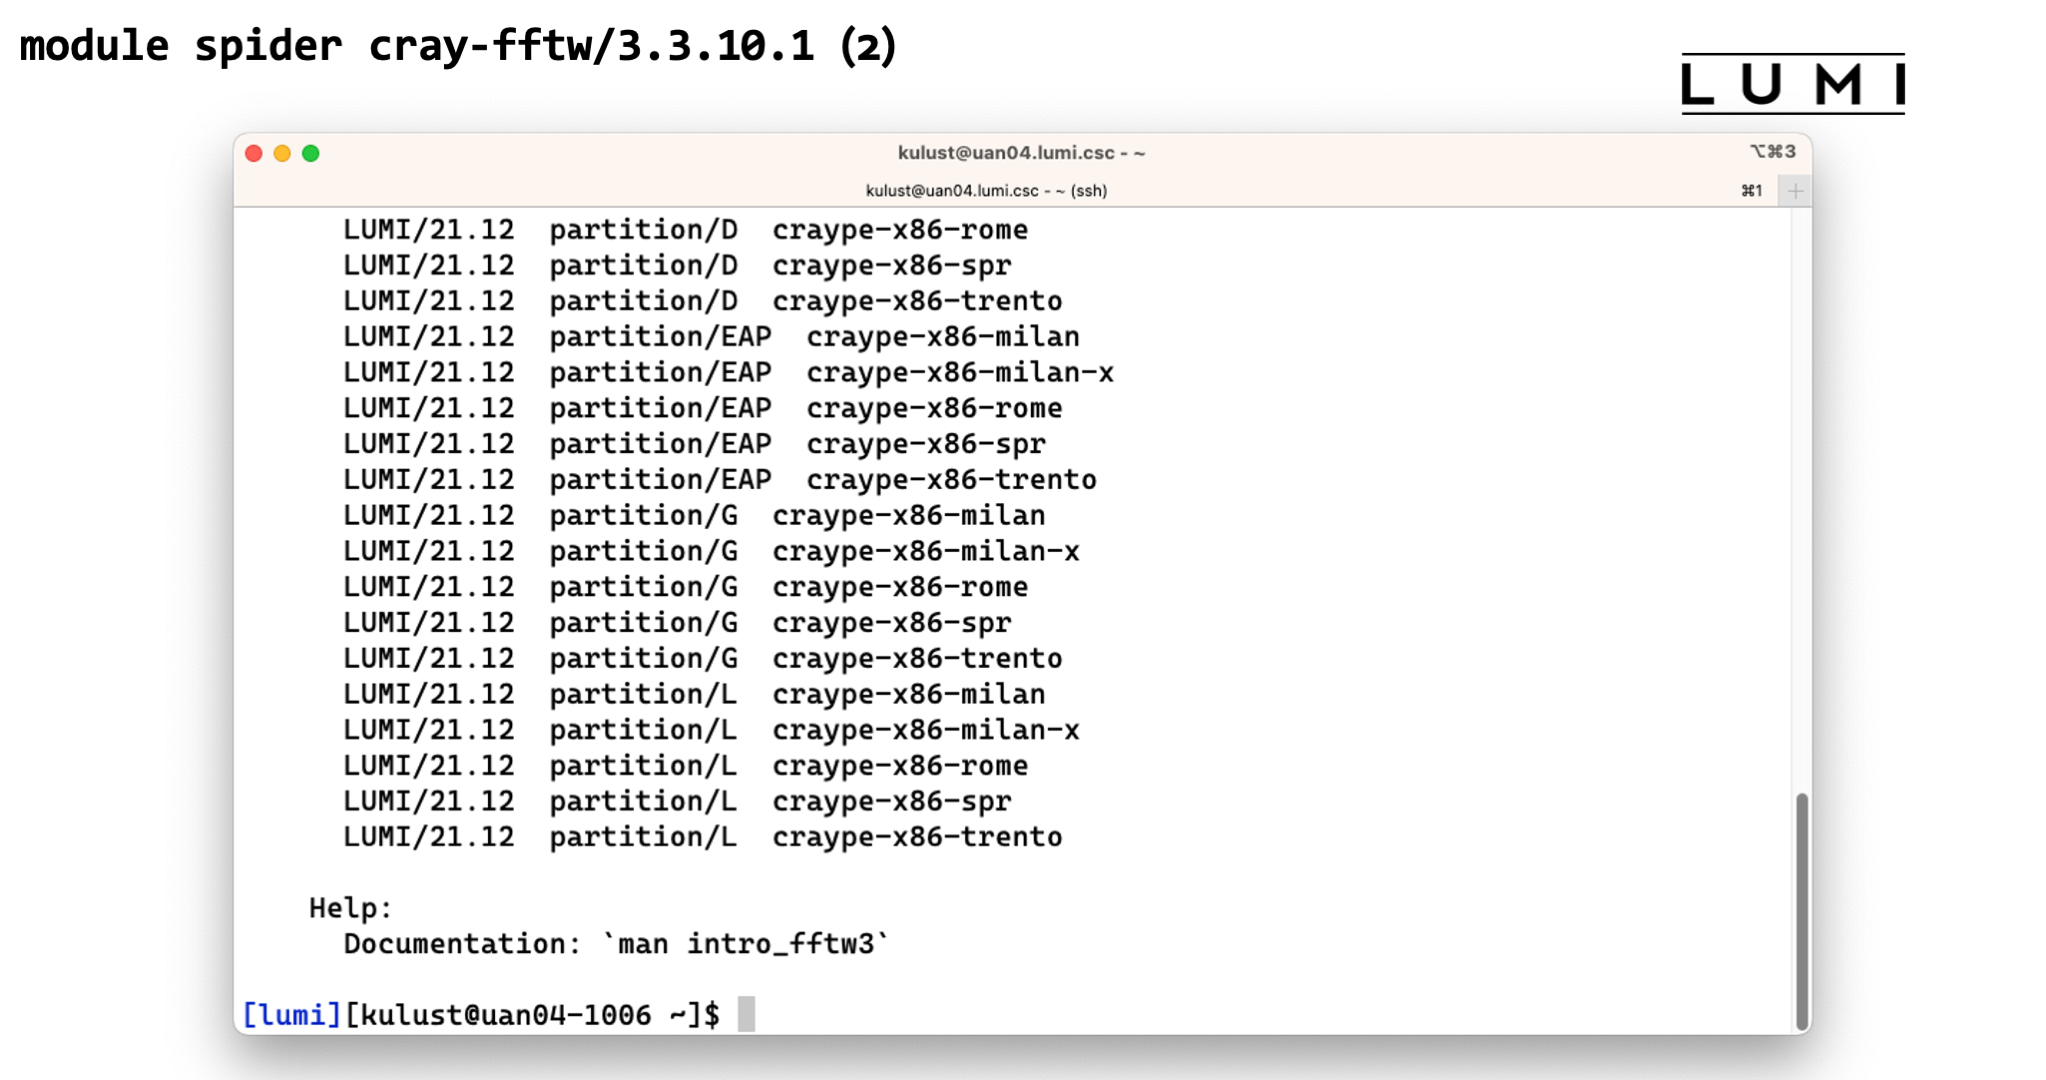 module spider cray-fftw/3.3.10.1 (2)
LUMI
kulust@uan04.lumi.csc - ~
⌥⌘3
kulust@uan04.lumi.csc - ~ (ssh)
⌘1
+
LUMI/21.12  partition/D  craype-x86-rome
LUMI/21.12  partition/D  craype-x86-spr
LUMI/21.12  partition/D  craype-x86-trento
LUMI/21.12  partition/EAP  craype-x86-milan
LUMI/21.12  partition/EAP  craype-x86-milan-x
LUMI/21.12  partition/EAP  craype-x86-rome
LUMI/21.12  partition/EAP  craype-x86-spr
LUMI/21.12  partition/EAP  craype-x86-trento
LUMI/21.12  partition/G  craype-x86-milan
LUMI/21.12  partition/G  craype-x86-milan-x
LUMI/21.12  partition/G  craype-x86-rome
LUMI/21.12  partition/G  craype-x86-spr
LUMI/21.12  partition/G  craype-x86-trento
LUMI/21.12  partition/L  craype-x86-milan
LUMI/21.12  partition/L  craype-x86-milan-x
LUMI/21.12  partition/L  craype-x86-rome
LUMI/21.12  partition/L  craype-x86-spr
LUMI/21.12  partition/L  craype-x86-trento
Help:
Documentation: `man intro_fftw3`
[lumi][kulust@uan04-1006 ~]$